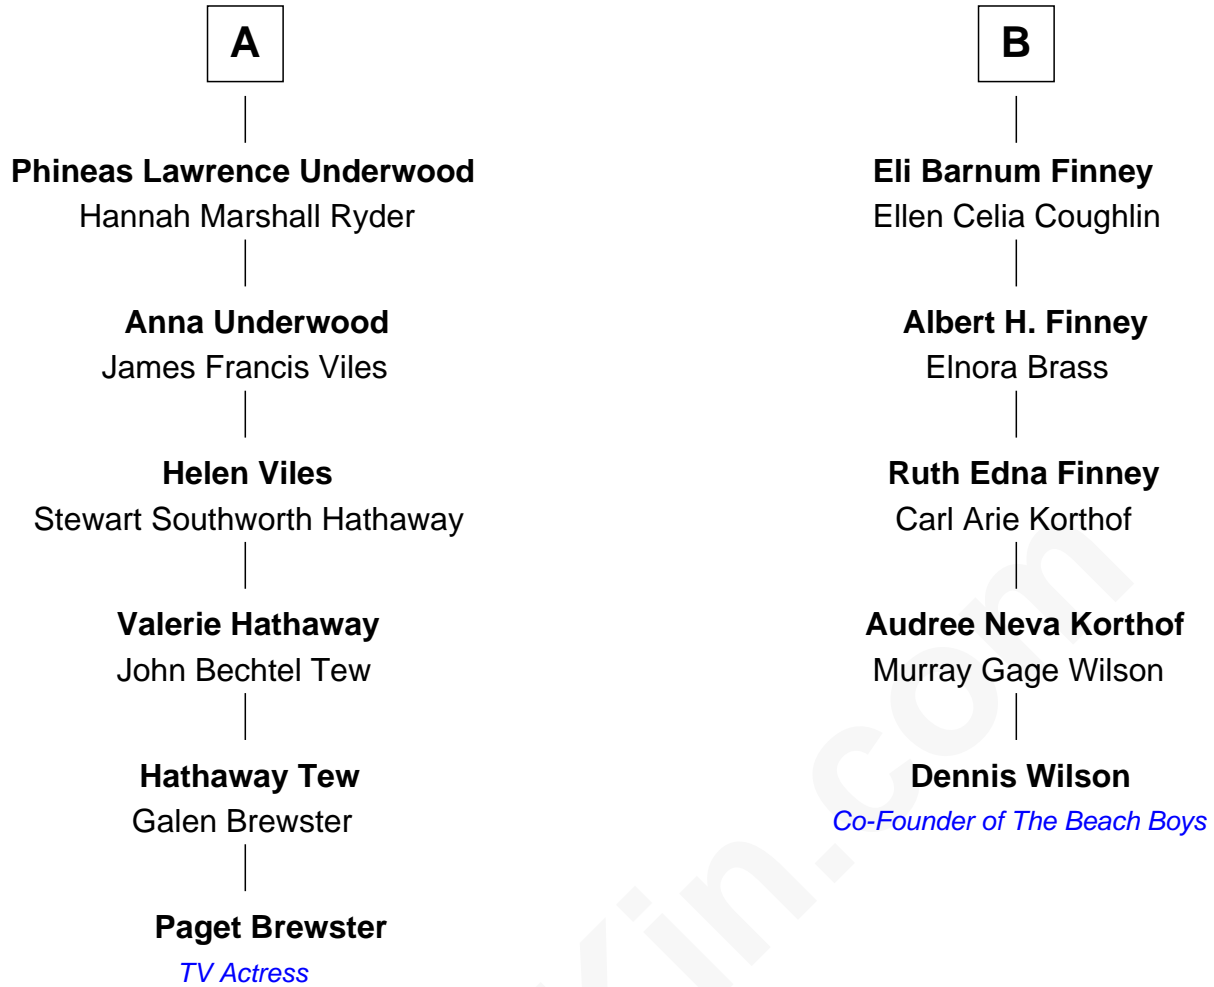 A
Phineas Lawrence Underwood
Hannah Marshall Ryder
Anna Underwood
James Francis Viles
Helen Viles
Stewart Southworth Hathaway
Valerie Hathaway
John Bechtel Tew
Hathaway Tew
Galen Brewster
Paget Brewster
TV Actress
B
Eli Barnum Finney
Ellen Celia Coughlin
Albert H. Finney
Elnora Brass
Ruth Edna Finney
Carl Arie Korthof
Audree Neva Korthof
Murray Gage Wilson
Dennis Wilson
Co-Founder of The Beach Boys
Kin.com